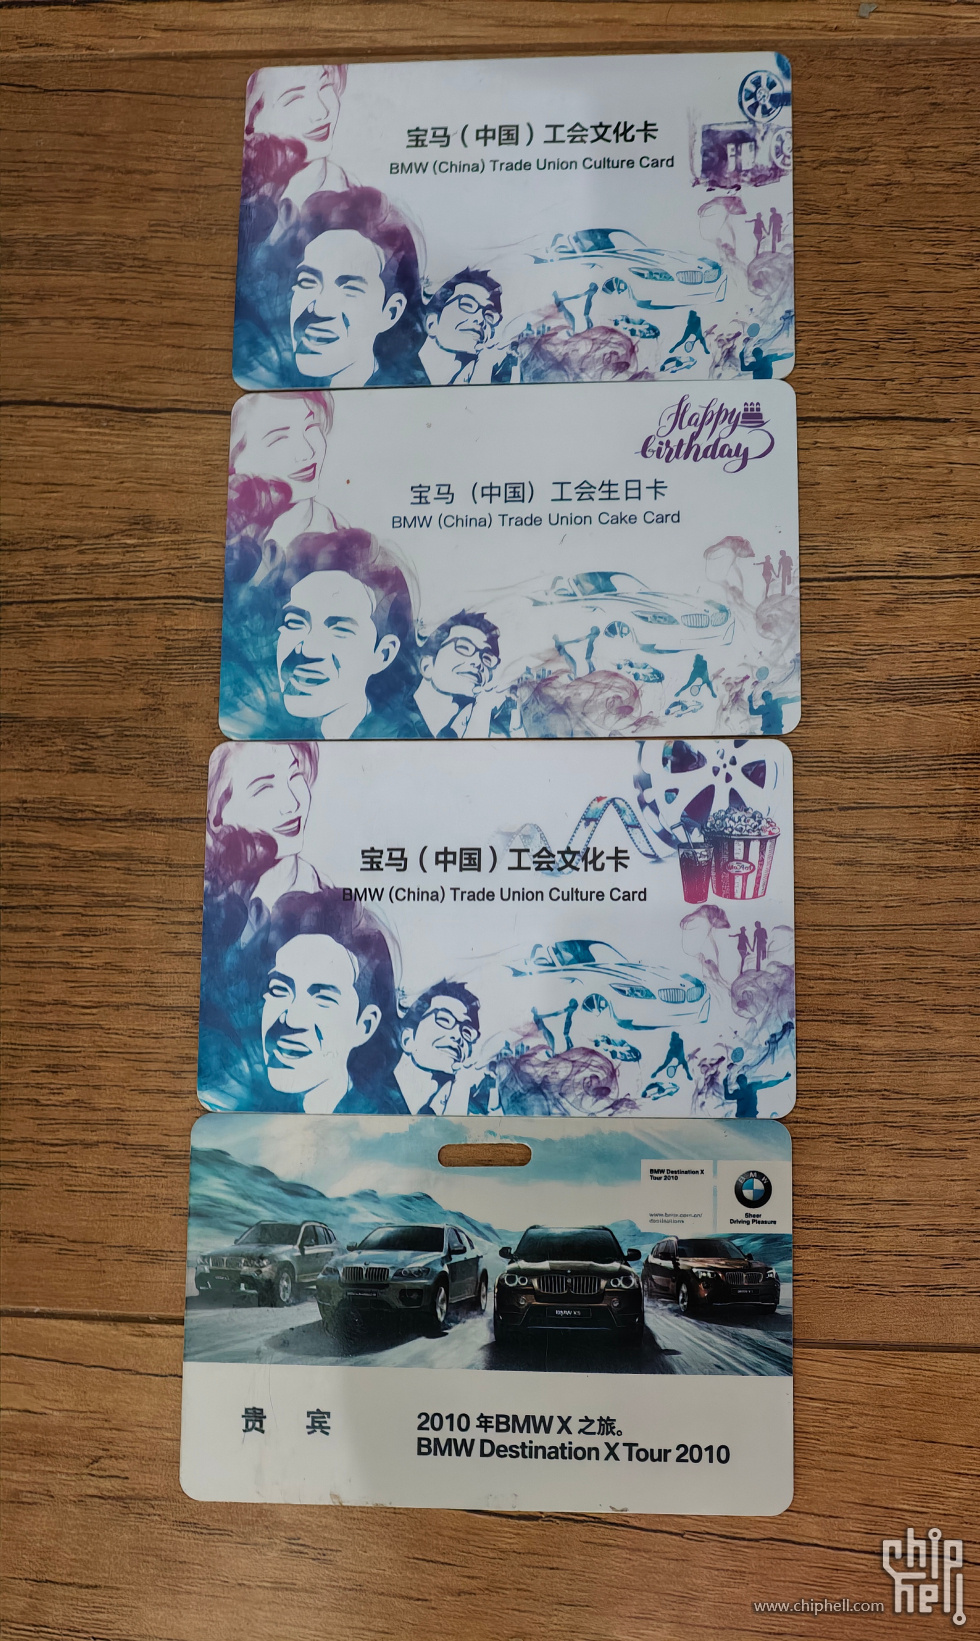 宝马（中国）工会文化卡
BMW (China) Trade Union Culture Card
Happy
birthday
宝马（中国）工会生日卡
BMW (China) Trade Union Cake Card
宝马（中国）工会文化卡
BMW (China) Trade Union Culture Card
BMW Destination X
Tour 2010
BMW
Sheer
Driving Pleasure
BMW X5
贵 宾
2010 年BMW X 之旅。
BMW Destination X Tour 2010
www.chiphell.com
chip
hell